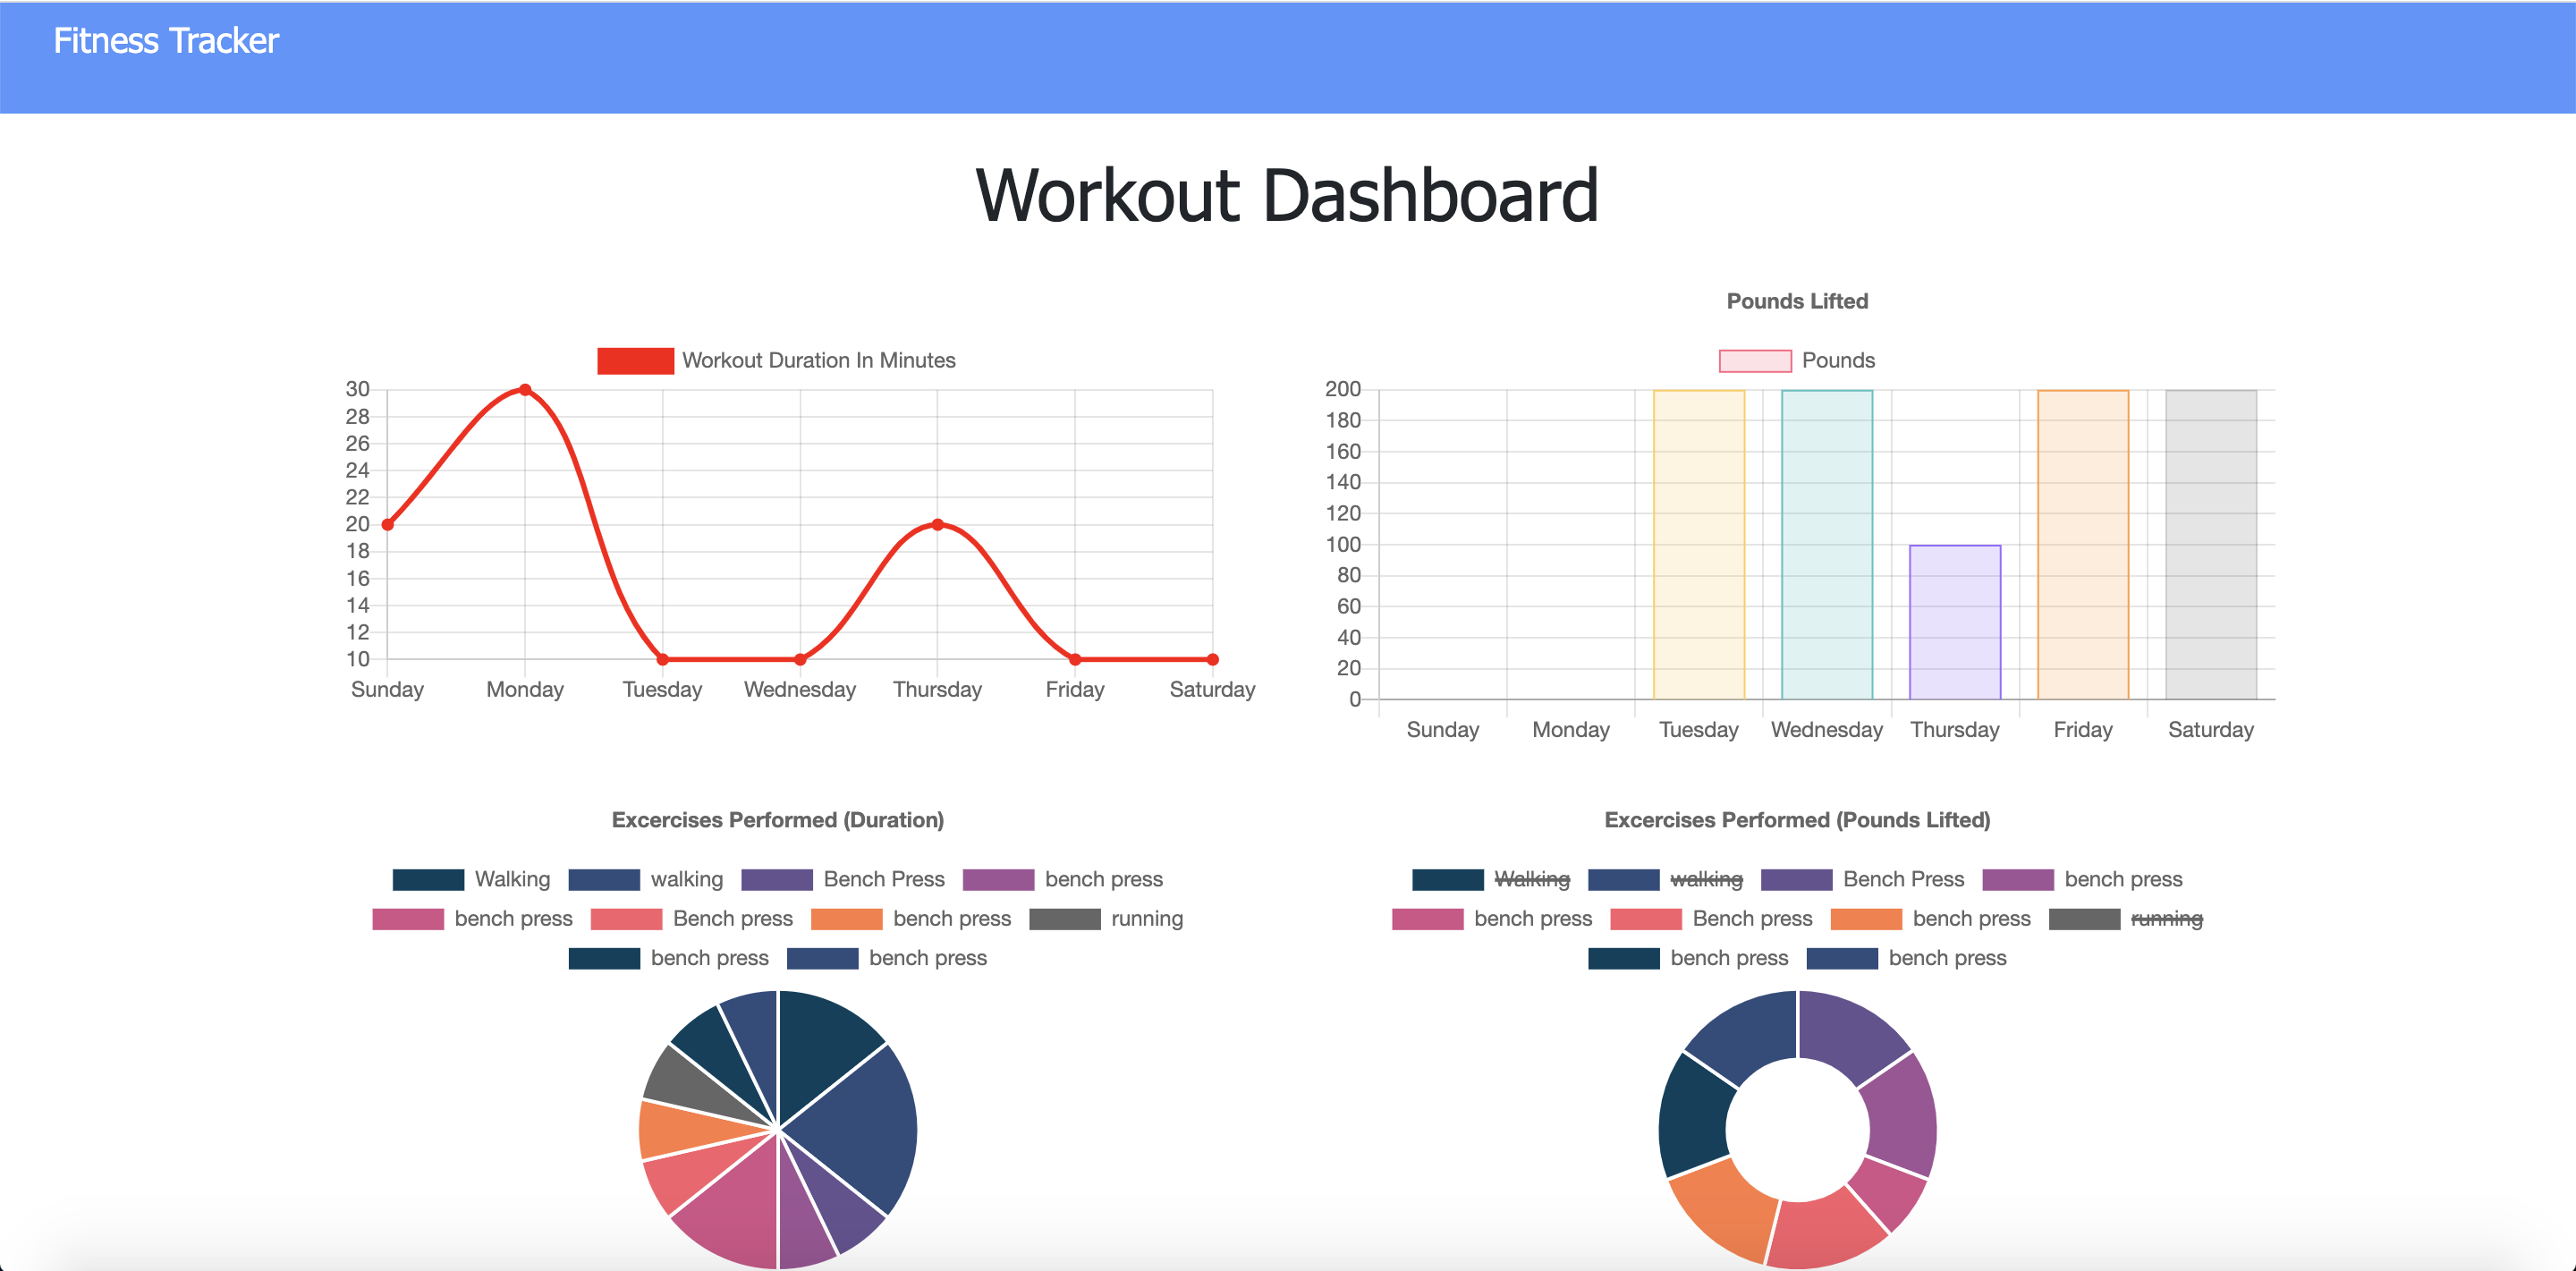 Fitness Tracker
Workout Dashboard
Workout Duration In Minutes
30
28
26
24
22
20
18
16
14
12
10
Sunday Monday Tuesday Wednesday Thursday Friday Saturday
Pounds Lifted
Pounds
200
180
160
140
120
100
80
60
40
20
0
Sunday Monday Tuesday Wednesday Thursday Friday Saturday
Excercises Performed (Duration)
Walking walking Bench Press bench press
bench press Bench press bench press running
bench press bench press
Excercises Performed (Pounds Lifted)
Walking walking Bench Press bench press
bench press Bench press bench press running
bench press bench press